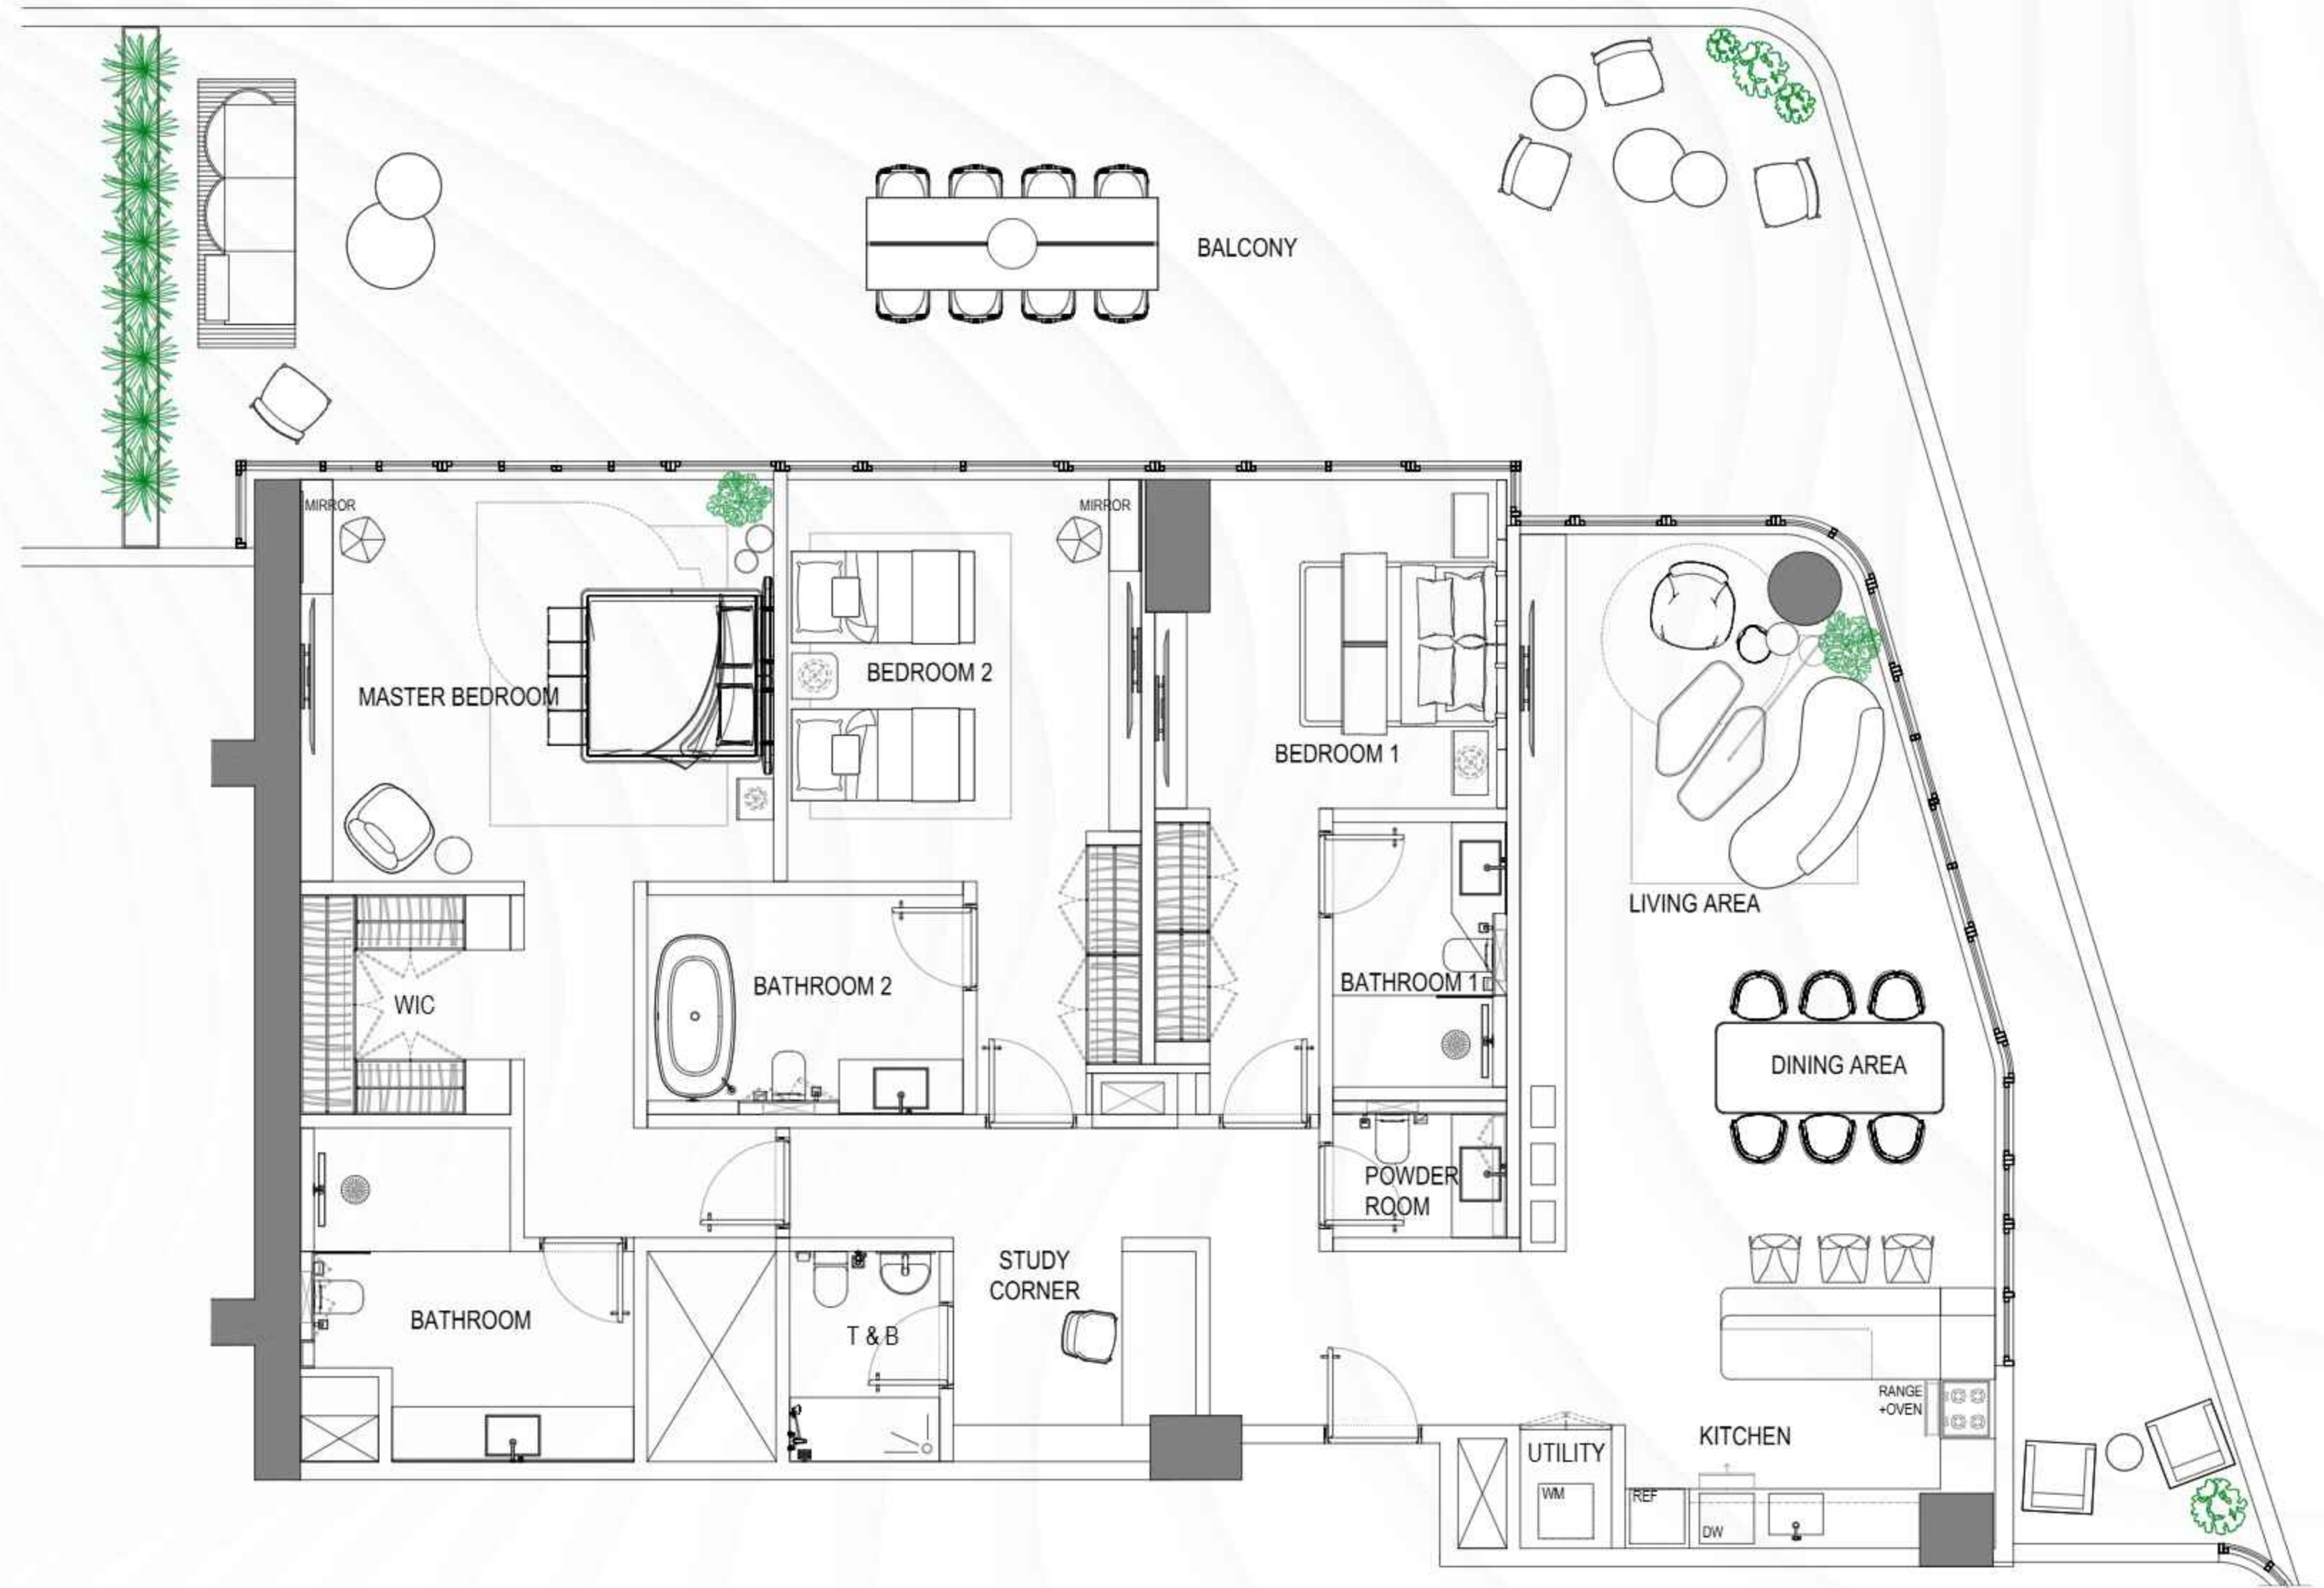 BALCONY
MIRROR
MIRROR
BEDROOM 2
MASTER BEDROOM
BEDROOM 1
LIVING AREA
BATHROOM 1
BATHROOM 2
WIC
DINING AREA
POWDER
ROOM
STUDY
CORNER
BATHROOM
T & B
RANGE
+OVEN
KITCHEN
UTILITY
WM
REF
DW